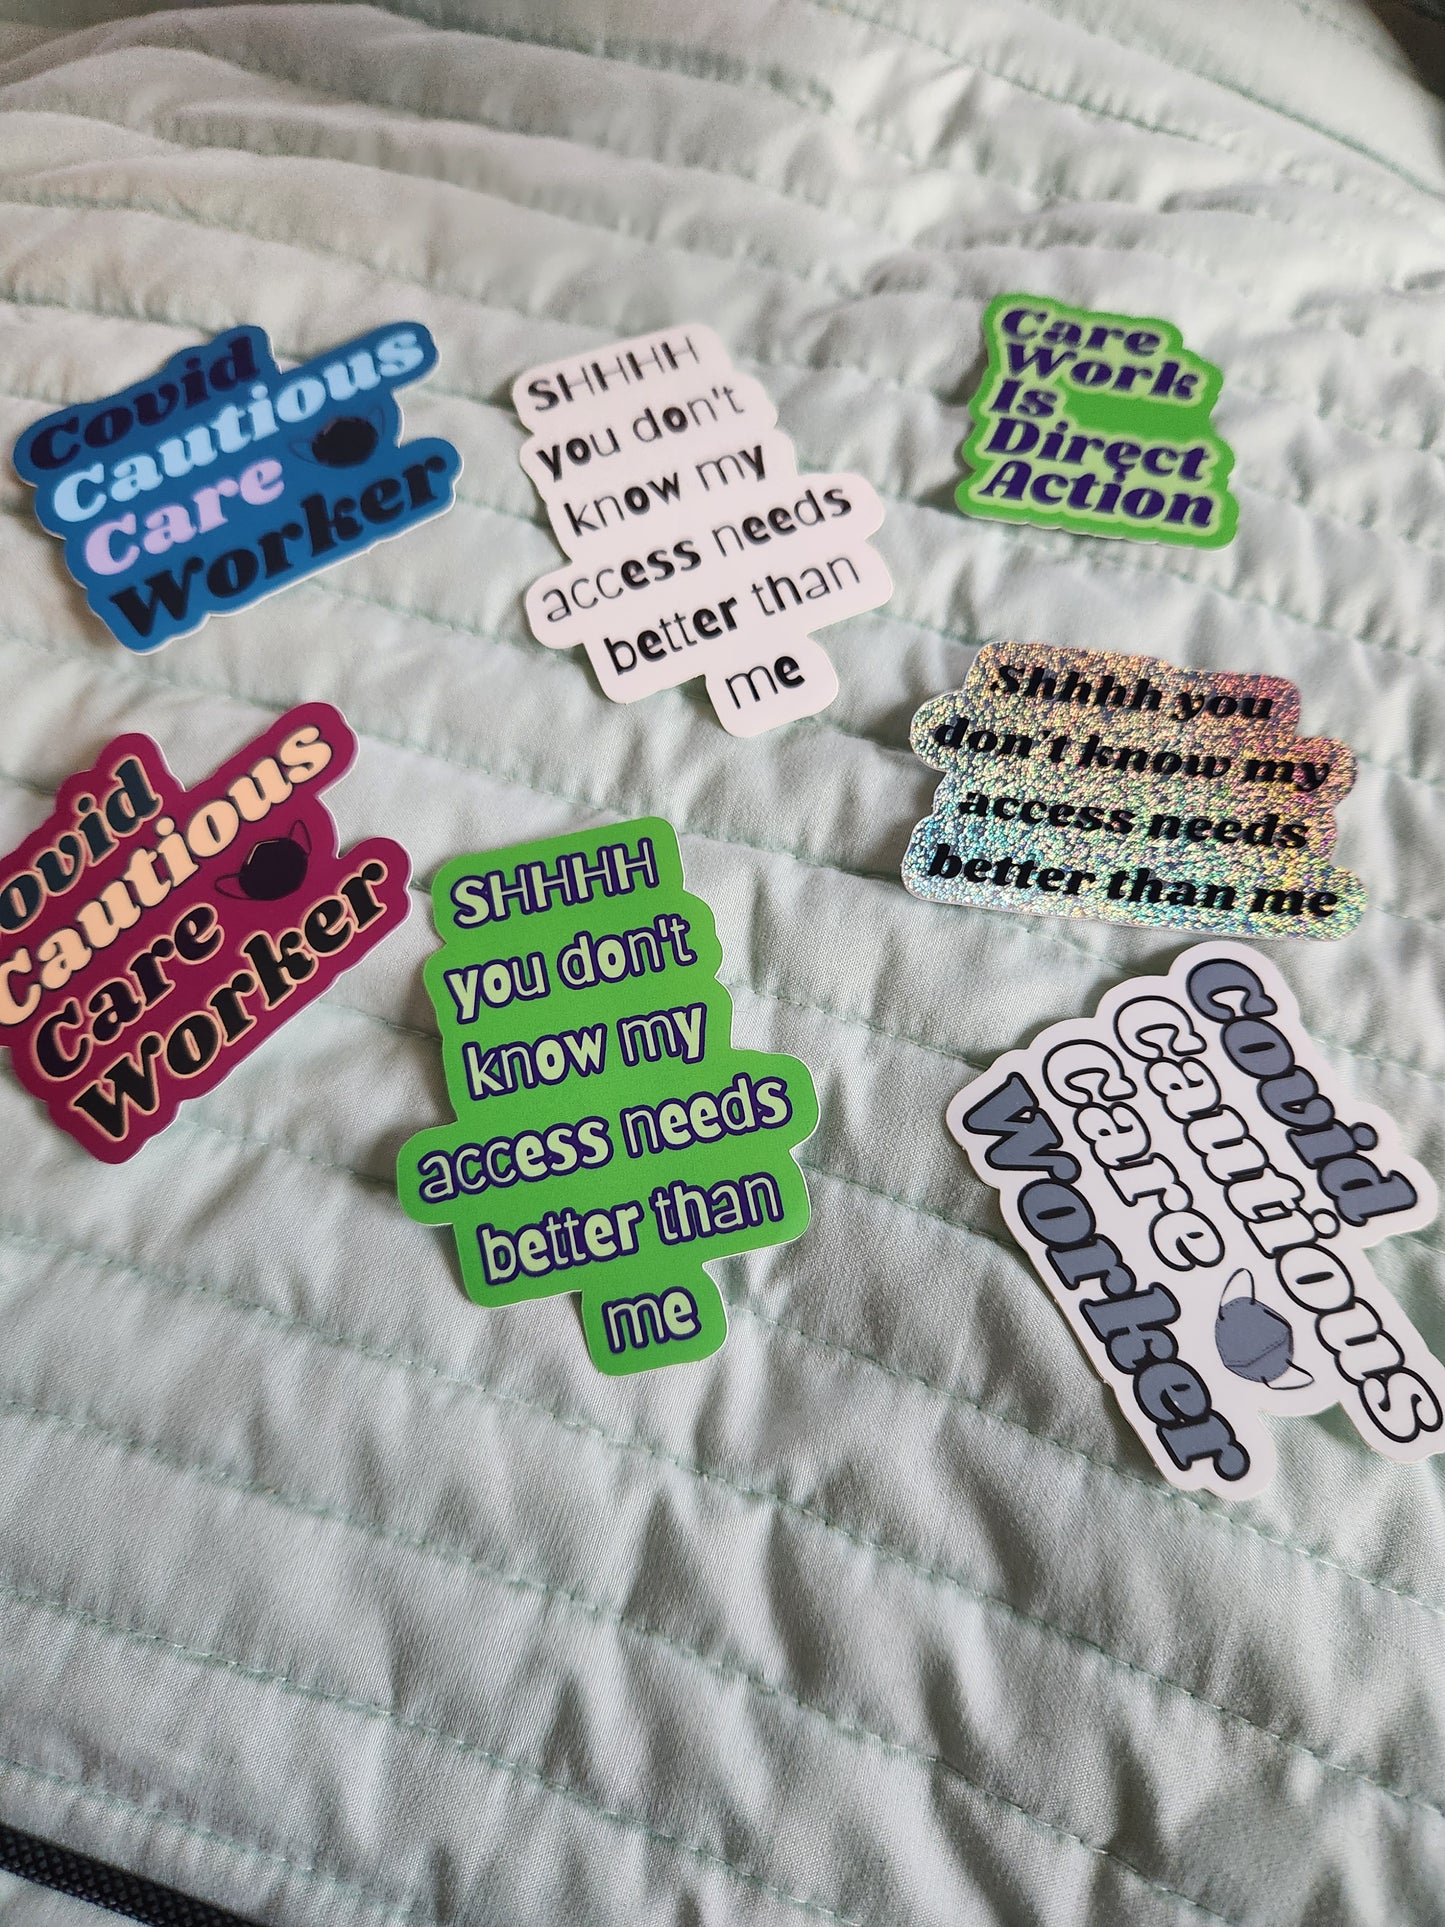 Covid
Cautious
Care
Worker
SHHHH
you don't
know my
access needs
better than
me
Care
Work
Is
Direct
Action
Shhhh you
don't know my
access needs
better than me
ovid
Cautious
Care
Worker
SHHHH
you don't
know my
access needs
better than
me
Covid
Cautious
Care
Worker